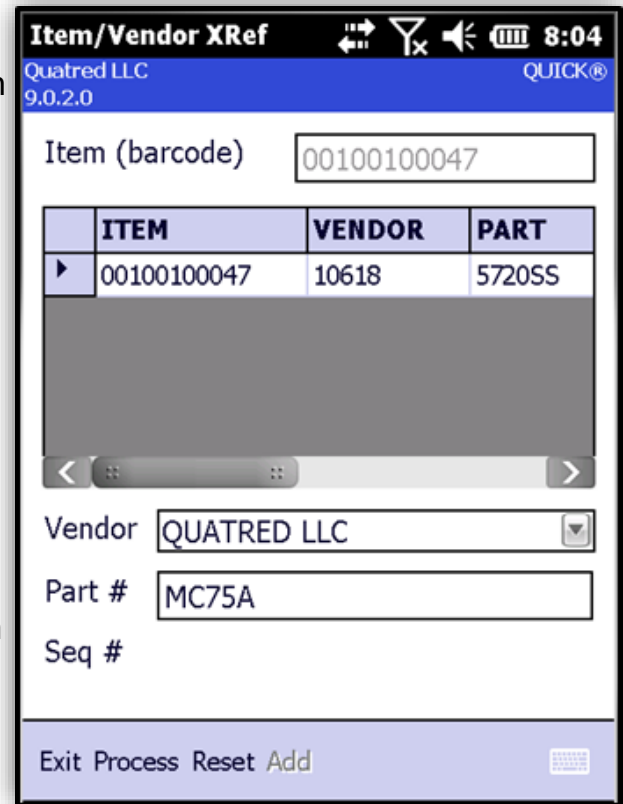 Item/Vendor XRef 8:04
Quatred LLC QUICK®
9.0.2.0
Item (barcode) 00100100047
ITEM VENDOR PART
00100100047 10618 5720SS
Vendor QUATRED LLC
Part # MC75A
Seq #
Exit Process Reset Add